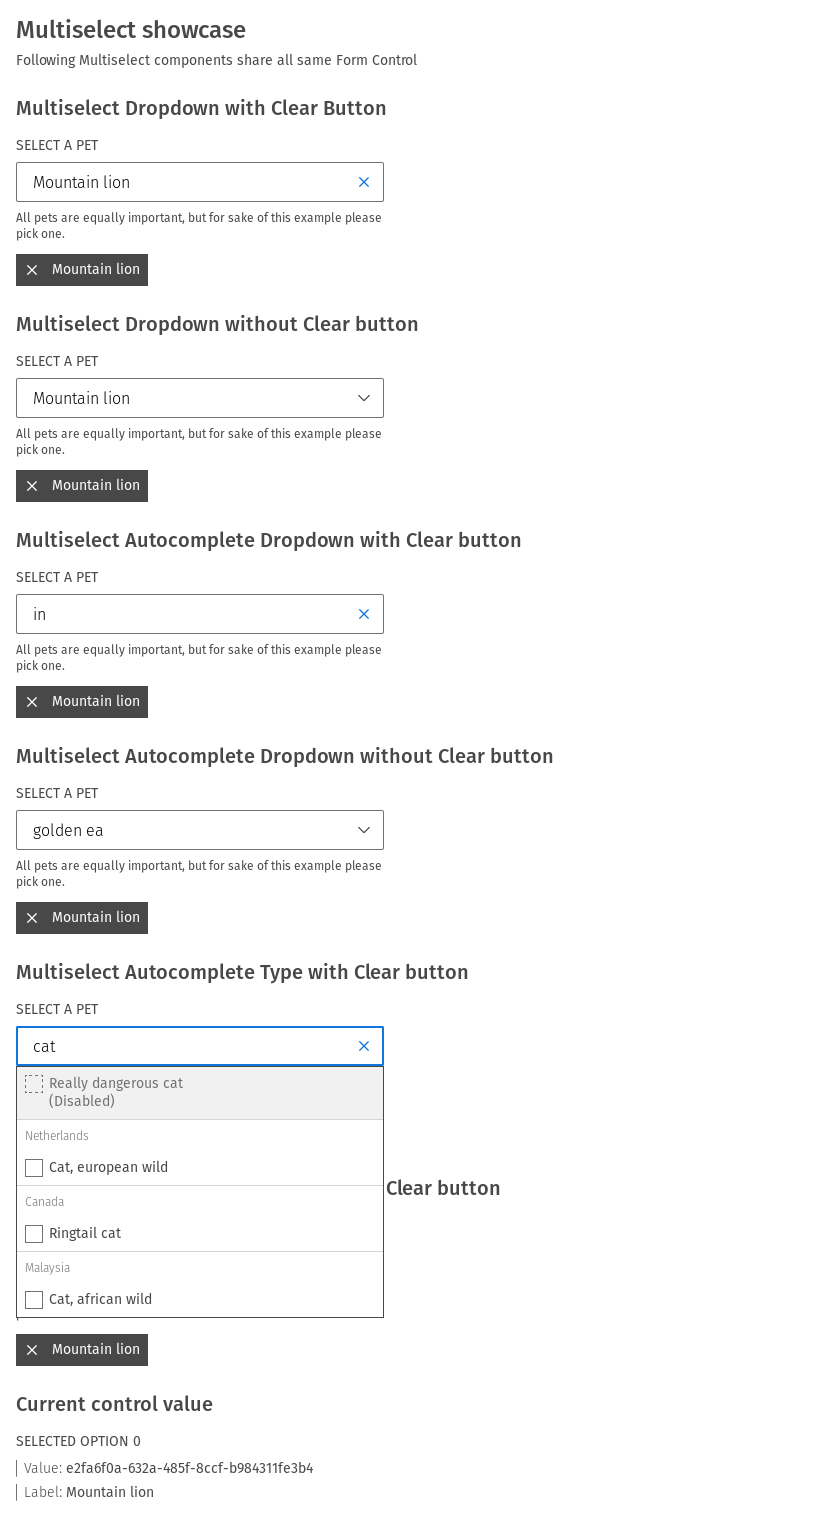 Multiselect showcase
Following Multiselect components share all same Form Control
Multiselect Dropdown with Clear Button
SELECT A PET
Mountain lion
All pets are equally important, but for sake of this example please
pick one.
Mountain lion
Multiselect Dropdown without Clear button
SELECT A PET
Mountain lion
All pets are equally important, but for sake of this example please
pick one.
Mountain lion
Multiselect Autocomplete Dropdown with Clear button
SELECT A PET
in
All pets are equally important, but for sake of this example please
pick one.
Mountain lion
Multiselect Autocomplete Dropdown without Clear button
SELECT A PET
golden ea
All pets are equally important, but for sake of this example please
pick one.
Mountain lion
Multiselect Autocomplete Type with Clear button
SELECT A PET
cat
Really dangerous cat
(Disabled)
Netherlands
Cat, european wild
Clear button
Canada
Ringtail cat
Malaysia
Cat, african wild
Mountain lion
Current control value
SELECTED OPTION 0
Value: e2fa6f0a-632a-485f-8ccf-b984311fe3b4
Label: Mountain lion